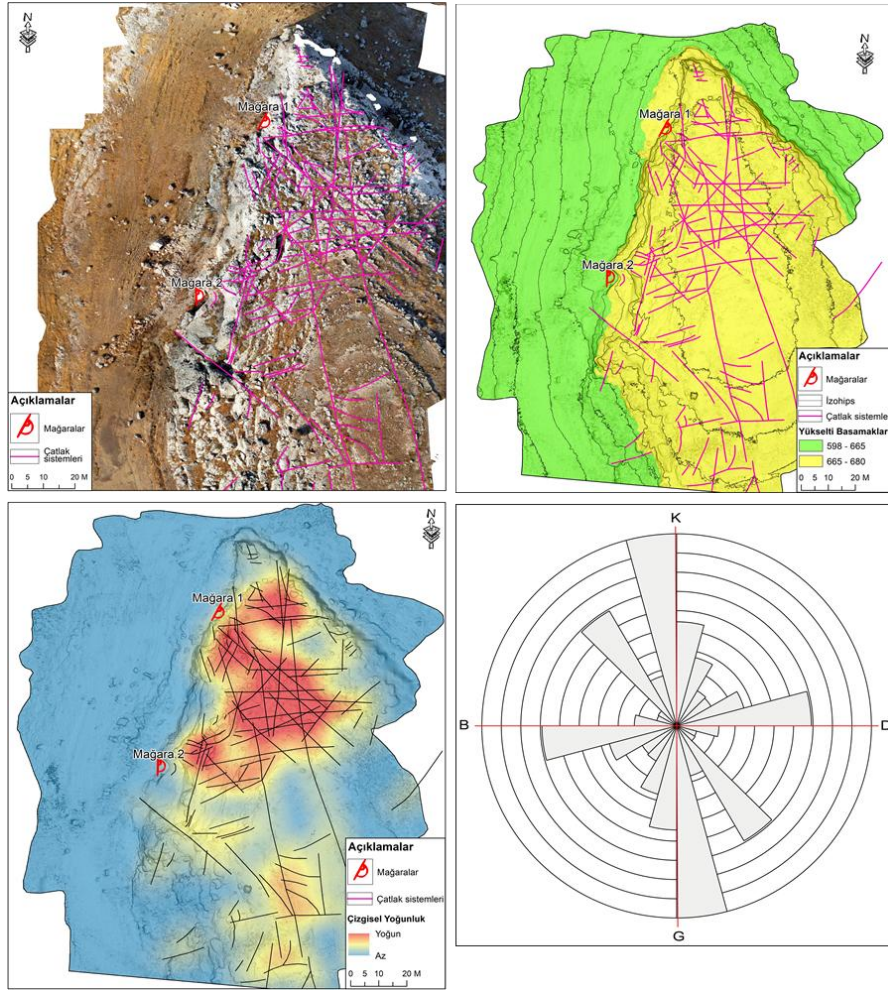 N
Mağara 1
Mağara 2
Açıklamalar
Mağaralar
Çatlak
sistemleri
0 5 10 20 M
N
Mağara 1
Mağara 2
Açıklamalar
Mağaralar
İzohips
Çatlak sistemle
Yükselti Basamaklar
598 - 665
665 - 680
0 5 10 20 M
N
Mağara 1
Mağara 2
Açıklamalar
Mağaralar
Çatlak sistemleri
Çizgisel Yoğunluk
Yoğun
Az
0 5 10 20 M
K
B
D
G